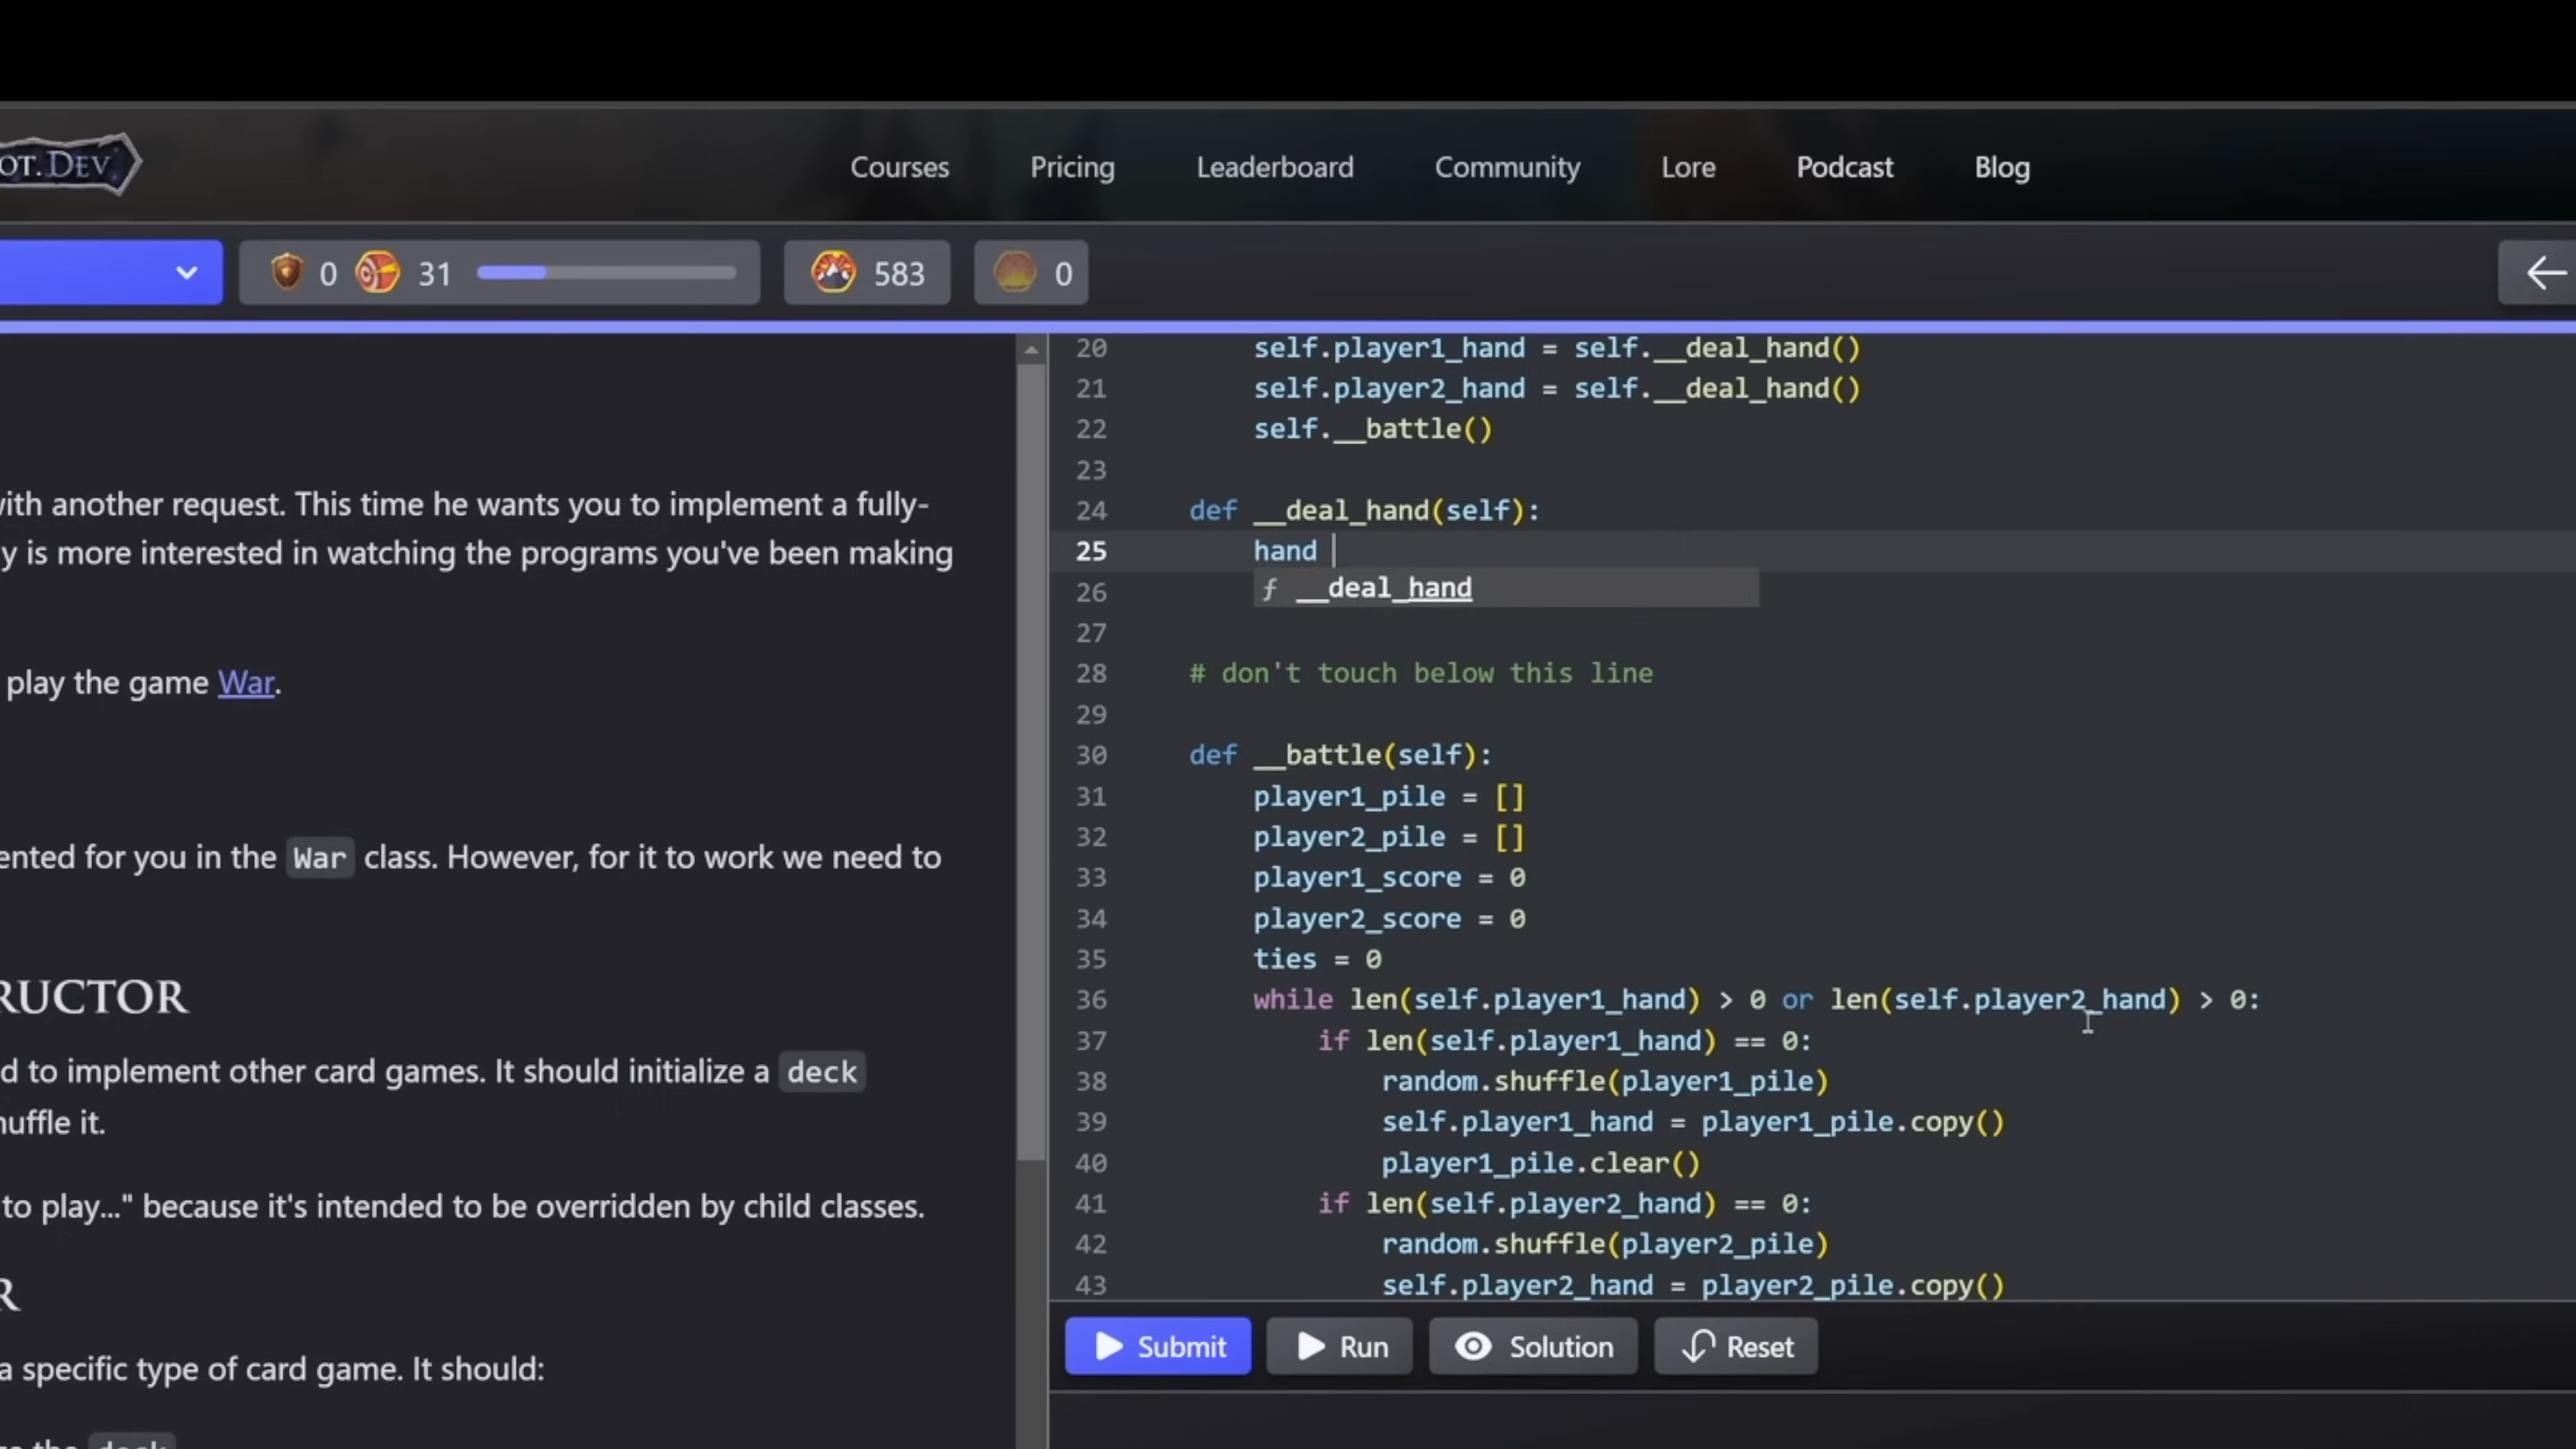 OT.DEV
Courses Pricing Leaderboard Community Lore Podcast Blog
0 31 583 0
with another request. This time he wants you to implement a fully-
y is more interested in watching the programs you've been making
play the game War.
ented for you in the War class. However, for it to work we need to
RUCTOR
d to implement other card games. It should initialize a deck
huffle it.
to play..." because it's intended to be overridden by child classes.
R
a specific type of card game. It should:
deck
20 self.player1_hand = self.__deal_hand()
21 self.player2_hand = self.__deal_hand()
22 self.__battle()
23
24 def __deal_hand(self):
25 hand
ƒ __deal_hand
26
27
28 # don't touch below this line
29
30 def __battle(self):
31 player1_pile = []
32 player2_pile = []
33 player1_score = 0
34 player2_score = 0
35 ties = 0
36 while len(self.player1_hand) > 0 or len(self.player2_hand) > 0:
37 if len(self.player1_hand) == 0:
38 random.shuffle(player1_pile)
39 self.player1_hand = player1_pile.copy()
40 player1_pile.clear()
41 if len(self.player2_hand) == 0:
42 random.shuffle(player2_pile)
43 self.player2_hand = player2_pile.copy()
Submit Run Solution Reset